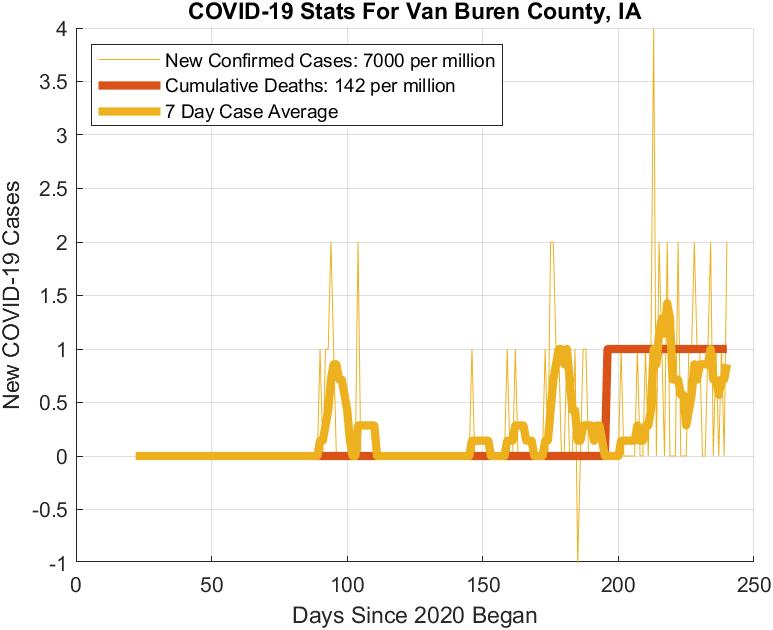 COVID-19 Stats For Van Buren County, IA
New Confirmed Cases: 7000 per million
Cumulative Deaths: 142 per million
7 Day Case Average
New COVID-19 Cases
4
3.5
3
2.5
2
1.5
1
0.5
0
-0.5
-1
0 50 100 150 200 250
Days Since 2020 Began